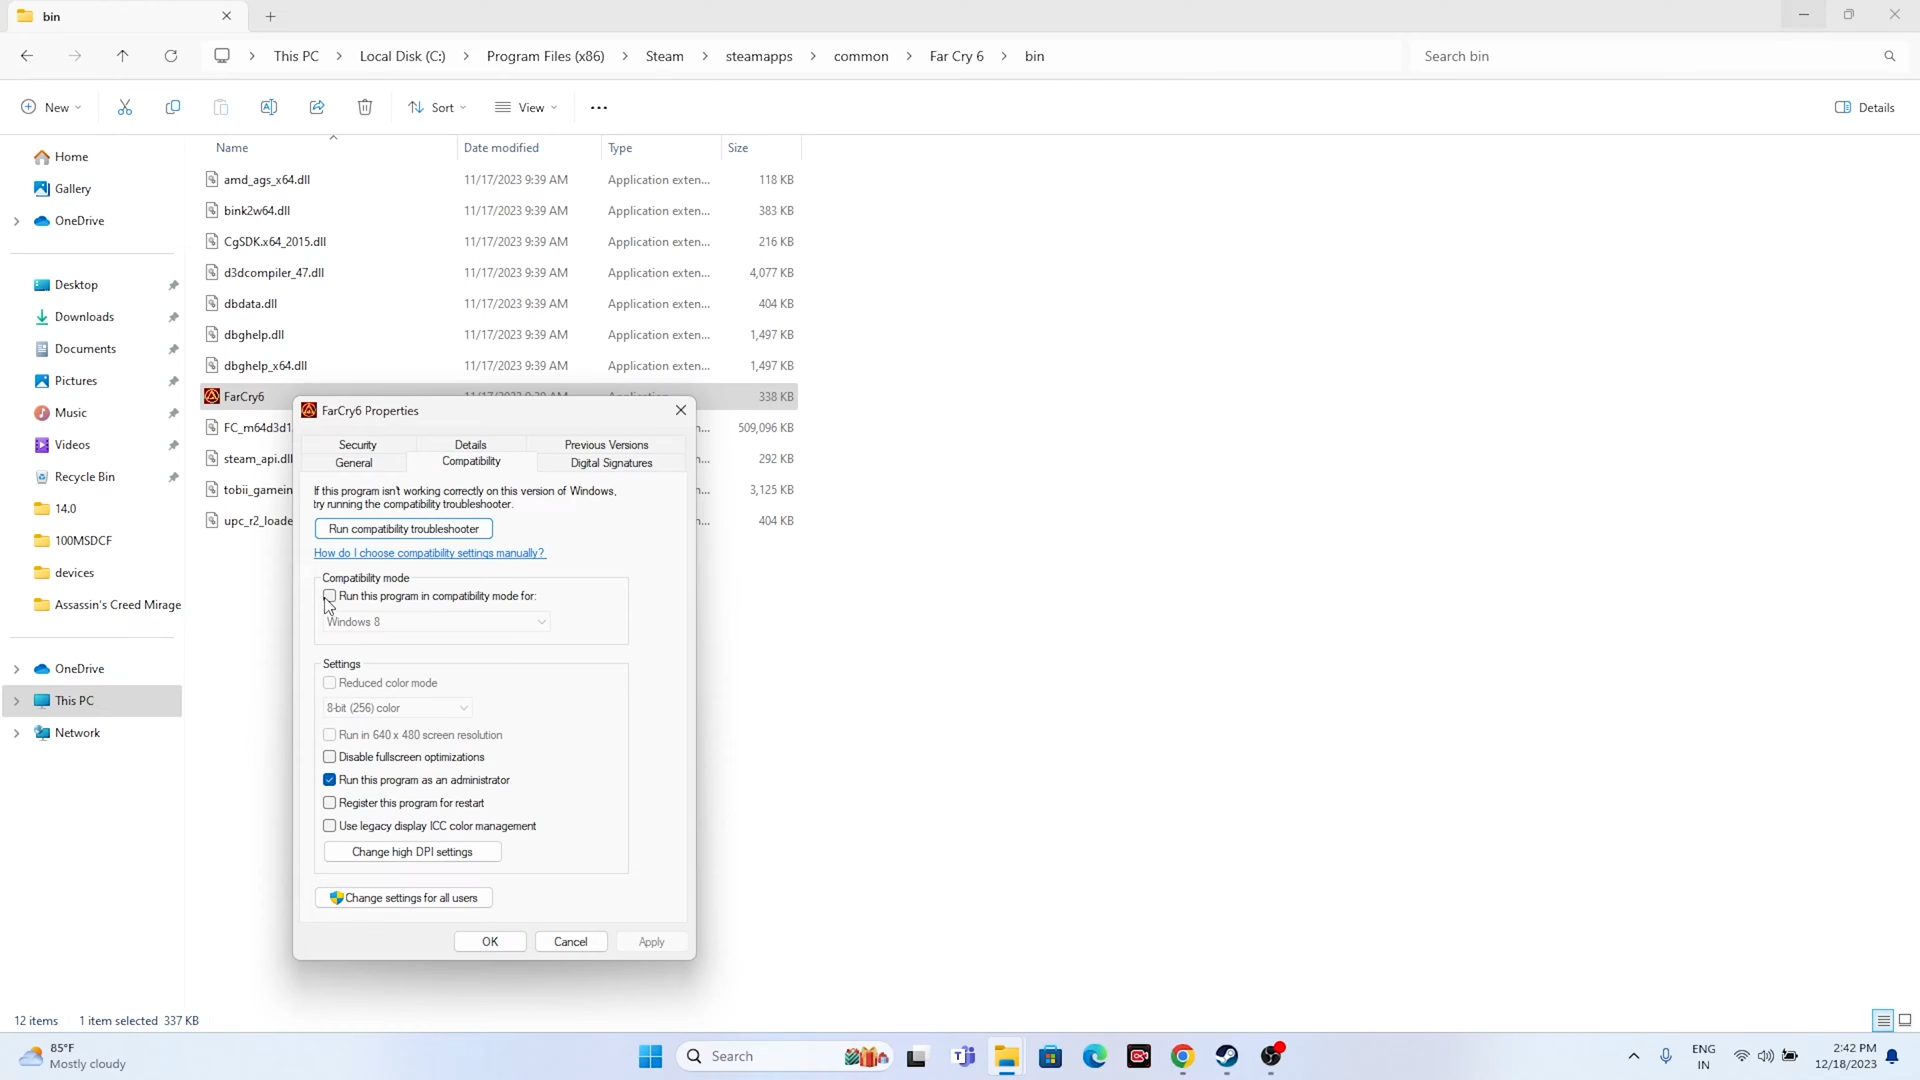 bin
This PC
Local Disk (C:)
Program Files (x86)
Steam
steamapps
common
Far Cry 6
bin
Search bin
New
Sort
View
Details
Name
Date modified
Type
Size
Home
Gallery
OneDrive
Desktop
Downloads
Documents
Pictures
Music
Videos
Recycle Bin
14.0
100MSDCF
devices
Assassin's Creed Mirage
OneDrive
This PC
Network
amd_ags_x64.dll 11/17/2023 9:39 AM Application exten... 118 KB
bink2w64.dll 11/17/2023 9:39 AM Application exten... 383 KB
CgSDK.x64_2015.dll 11/17/2023 9:39 AM Application exten... 216 KB
d3dcompiler_47.dll 11/17/2023 9:39 AM Application exten... 4,077 KB
dbdata.dll 11/17/2023 9:39 AM Application exten... 404 KB
dbghelp.dll 11/17/2023 9:39 AM Application exten... 1,497 KB
dbghelp_x64.dll 11/17/2023 9:39 AM Application exten... 1,497 KB
FarCry6 338 KB
FC_m64d3d1 509,096 KB
steam_api.dll 292 KB
tobii_gamein 3,125 KB
upc_r2_loade 404 KB
FarCry6 Properties
Security
Details
Previous Versions
General
Compatibility
Digital Signatures
If this program isn't working correctly on this version of Windows,
try running the compatibility troubleshooter.
Run compatibility troubleshooter
How do I choose compatibility settings manually?
Compatibility mode
Run this program in compatibility mode for:
Windows 8
Settings
Reduced color mode
8-bit (256) color
Run in 640 x 480 screen resolution
Disable fullscreen optimizations
Run this program as an administrator
Register this program for restart
Use legacy display ICC color management
Change high DPI settings
Change settings for all users
OK
Cancel
Apply
12 items
1 item selected 337 KB
85°F
Mostly cloudy
Search
ENG
IN
2:42 PM
12/18/2023